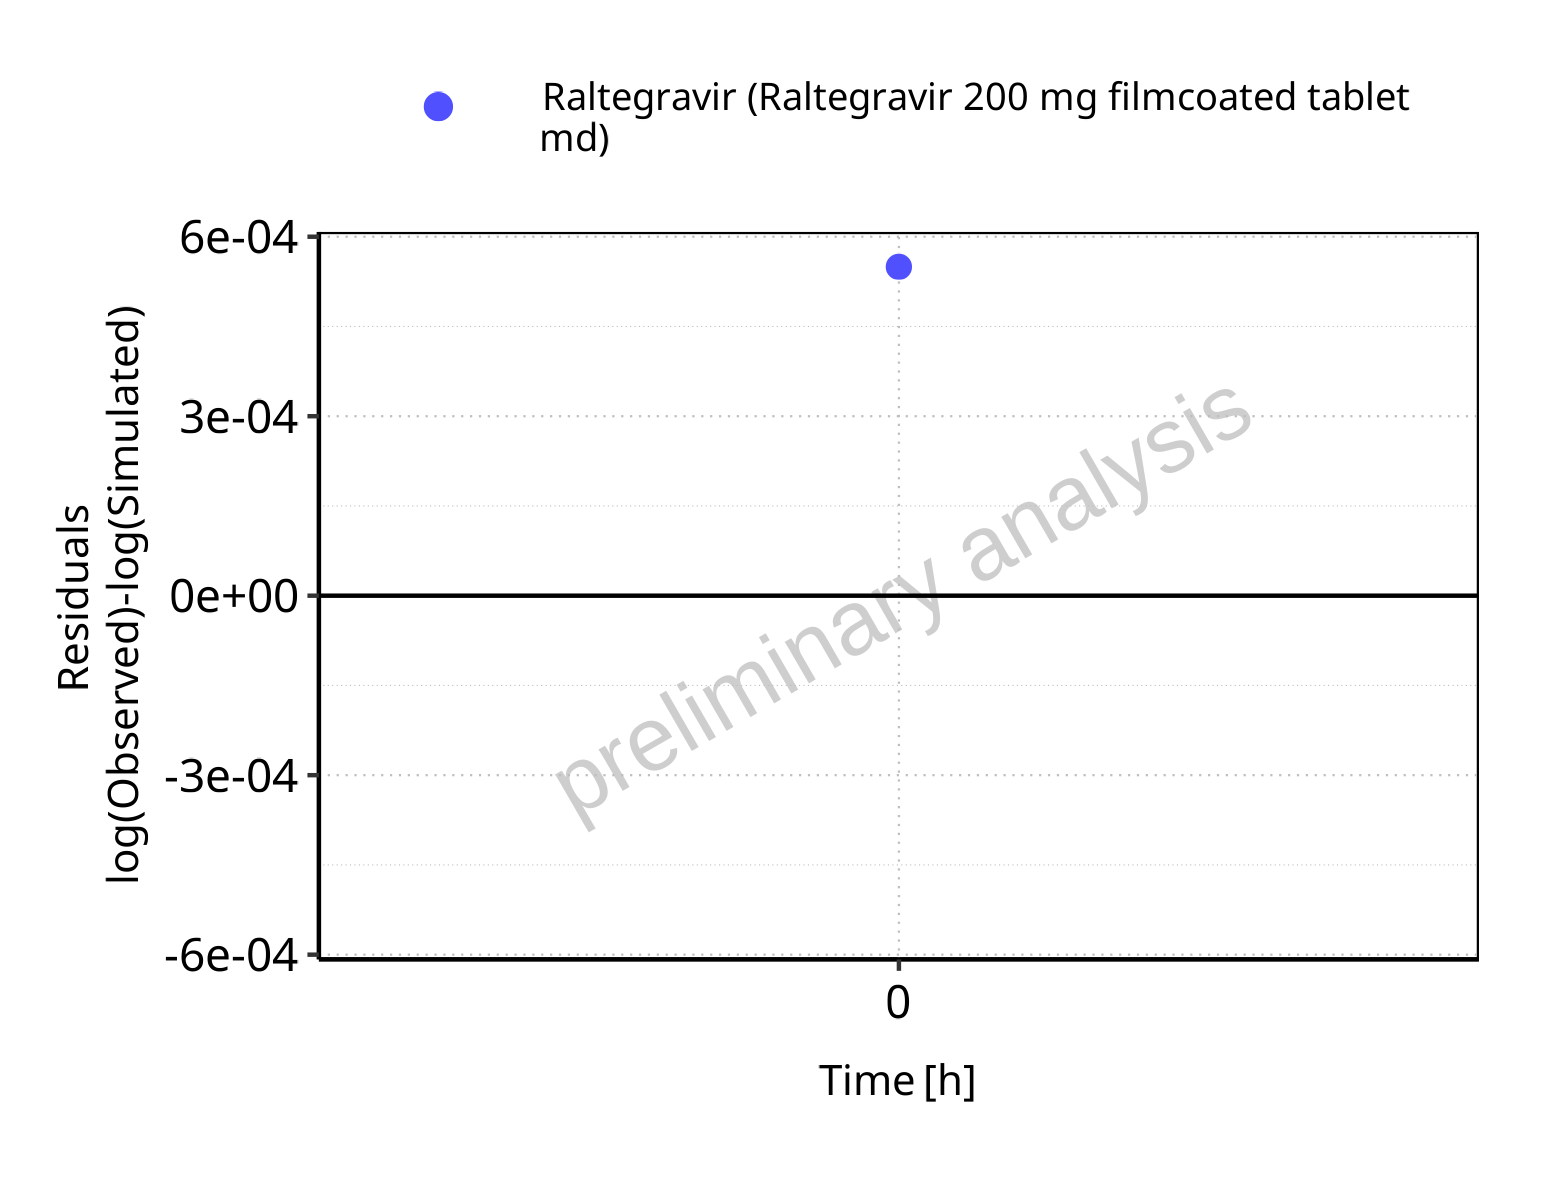 Raltegravir (Raltegravir 200 mg filmcoated tablet
md)
6e-04
3e-04
0e+00
-3e-04
-6e-04
Residuals
log(Observed)-log(Simulated)
preliminary analysis
0
Time [h]